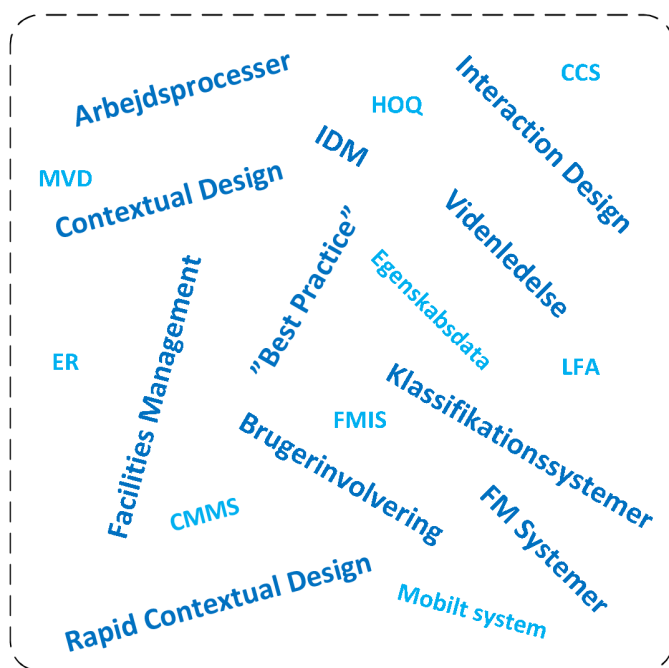 Arbejdsprocesser
HOQ
Interaction Design
CCS
IDM
MVD
Contextual Design
Videnledelse
"Best Practice"
Egenskabsdata
Facilities Management
ER
LFA
Klassifikationssystemer
FMIS
Brugerinvolvering
CMMS
FM Systemer
Rapid Contextual Design
Mobilt system